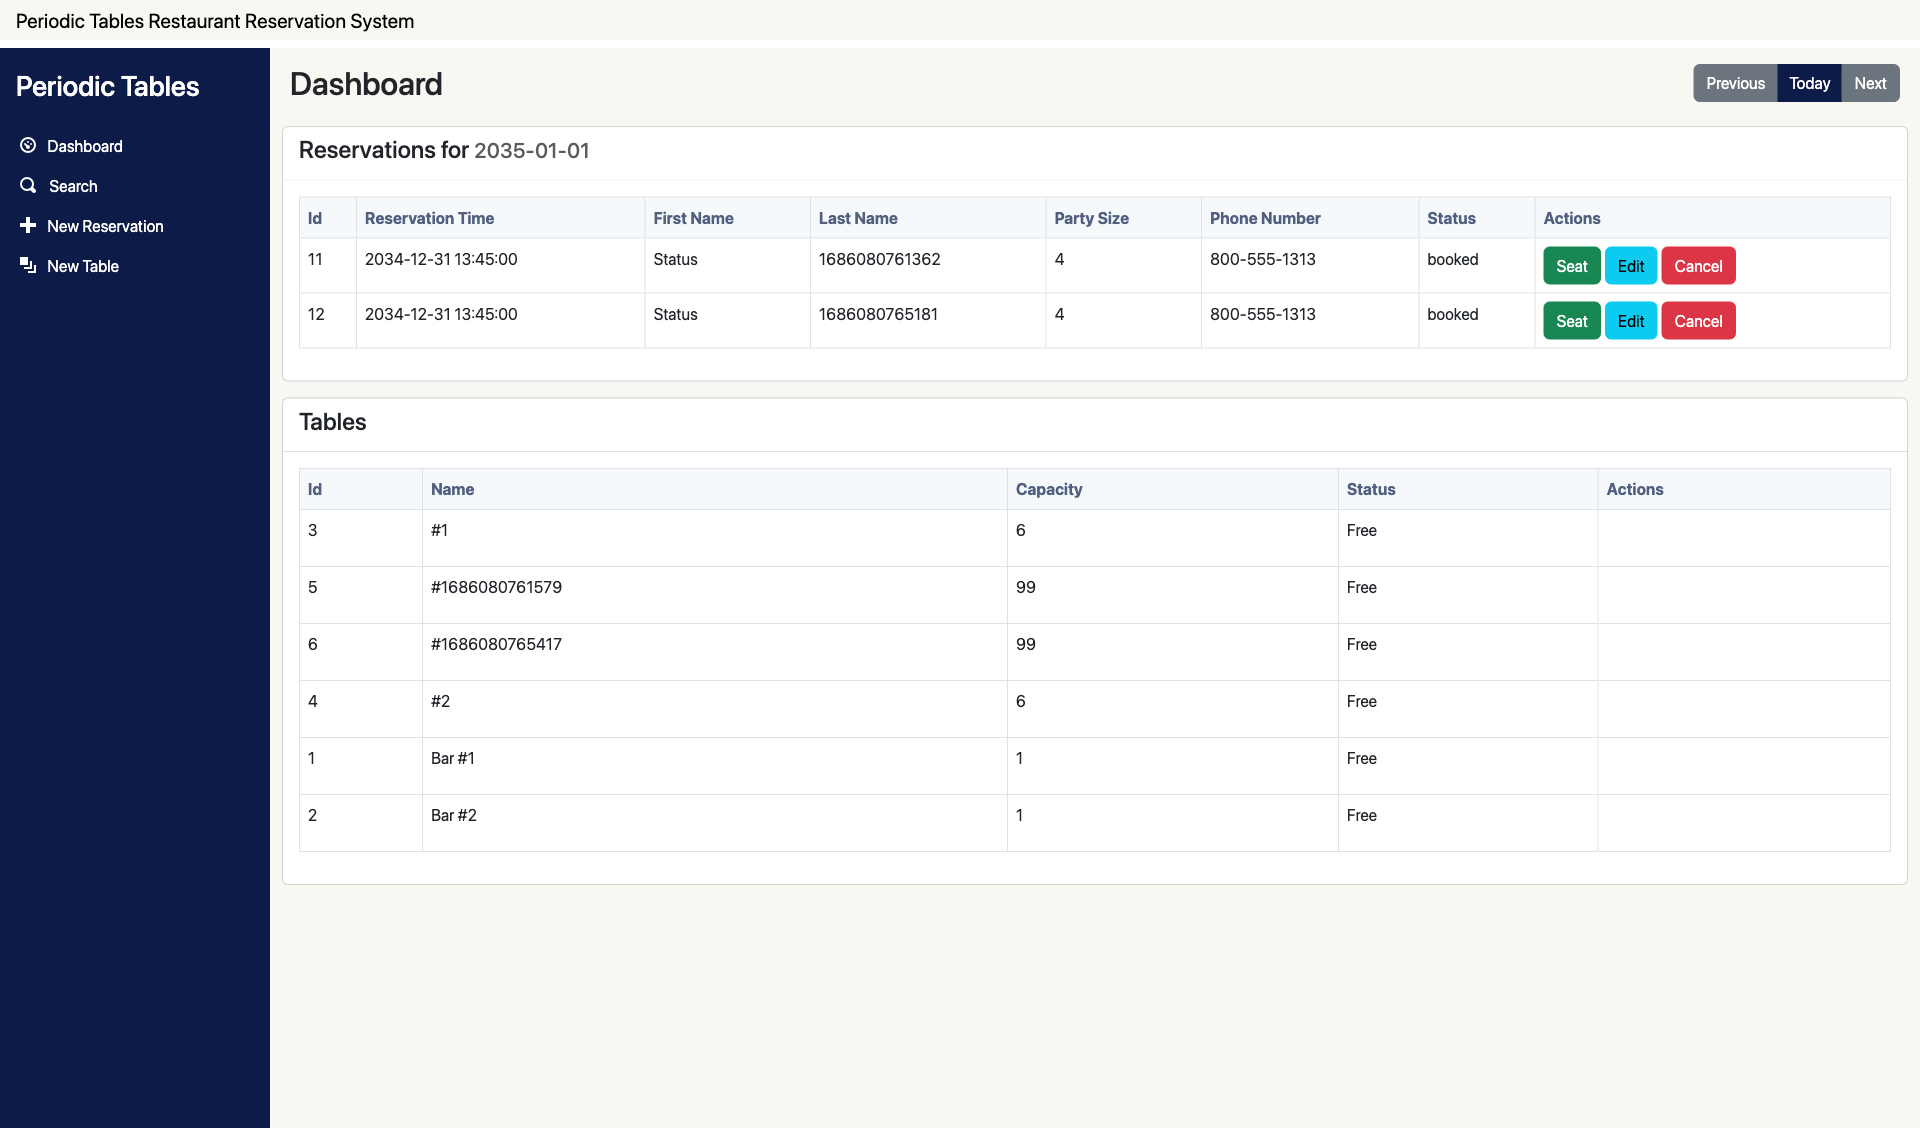 Periodic Tables Restaurant Reservation System
Periodic Tables
Dashboard
Search
New Reservation
New Table
Dashboard
Previous Today Next
Reservations for 2035-01-01
Id Reservation Time First Name Last Name Party Size Phone Number Status Actions
11 2034-12-31 13:45:00 Status 1686080761362 4 800-555-1313 booked Seat Edit Cancel
12 2034-12-31 13:45:00 Status 1686080765181 4 800-555-1313 booked Seat Edit Cancel
Tables
Id Name Capacity Status Actions
3 #1 6 Free
5 #1686080761579 99 Free
6 #1686080765417 99 Free
4 #2 6 Free
1 Bar #1 1 Free
2 Bar #2 1 Free